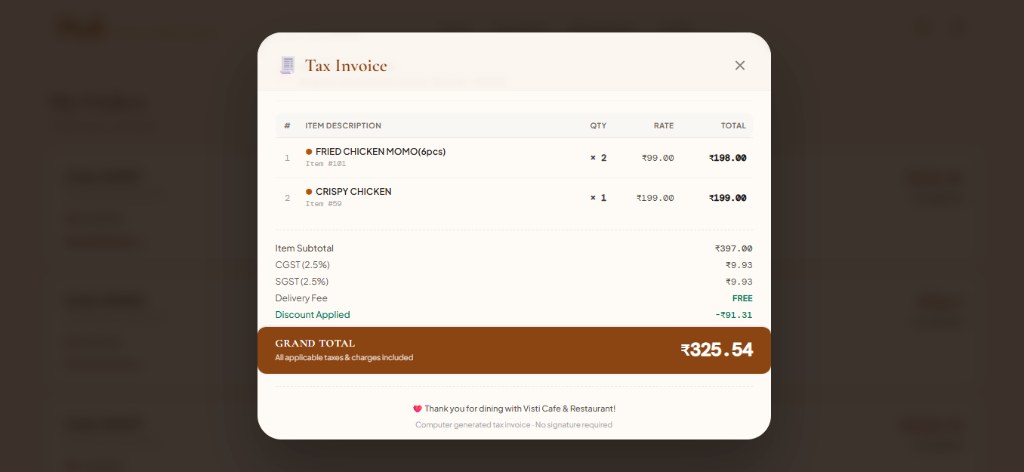 Tax Invoice ×
# ITEM DESCRIPTION QTY RATE TOTAL
1 FRIED CHICKEN MOMO(6pcs) × 2 ₹99.00 ₹198.00
Item #101
2 CRISPY CHICKEN × 1 ₹199.00 ₹199.00
Item #59
Item Subtotal ₹397.00
CGST (2.5%) ₹9.93
SGST (2.5%) ₹9.93
Delivery Fee FREE
Discount Applied -₹91.31
GRAND TOTAL ₹325.54
All applicable taxes & charges included
Thank you for dining with Visti Cafe & Restaurant!
Computer generated tax invoice · No signature required